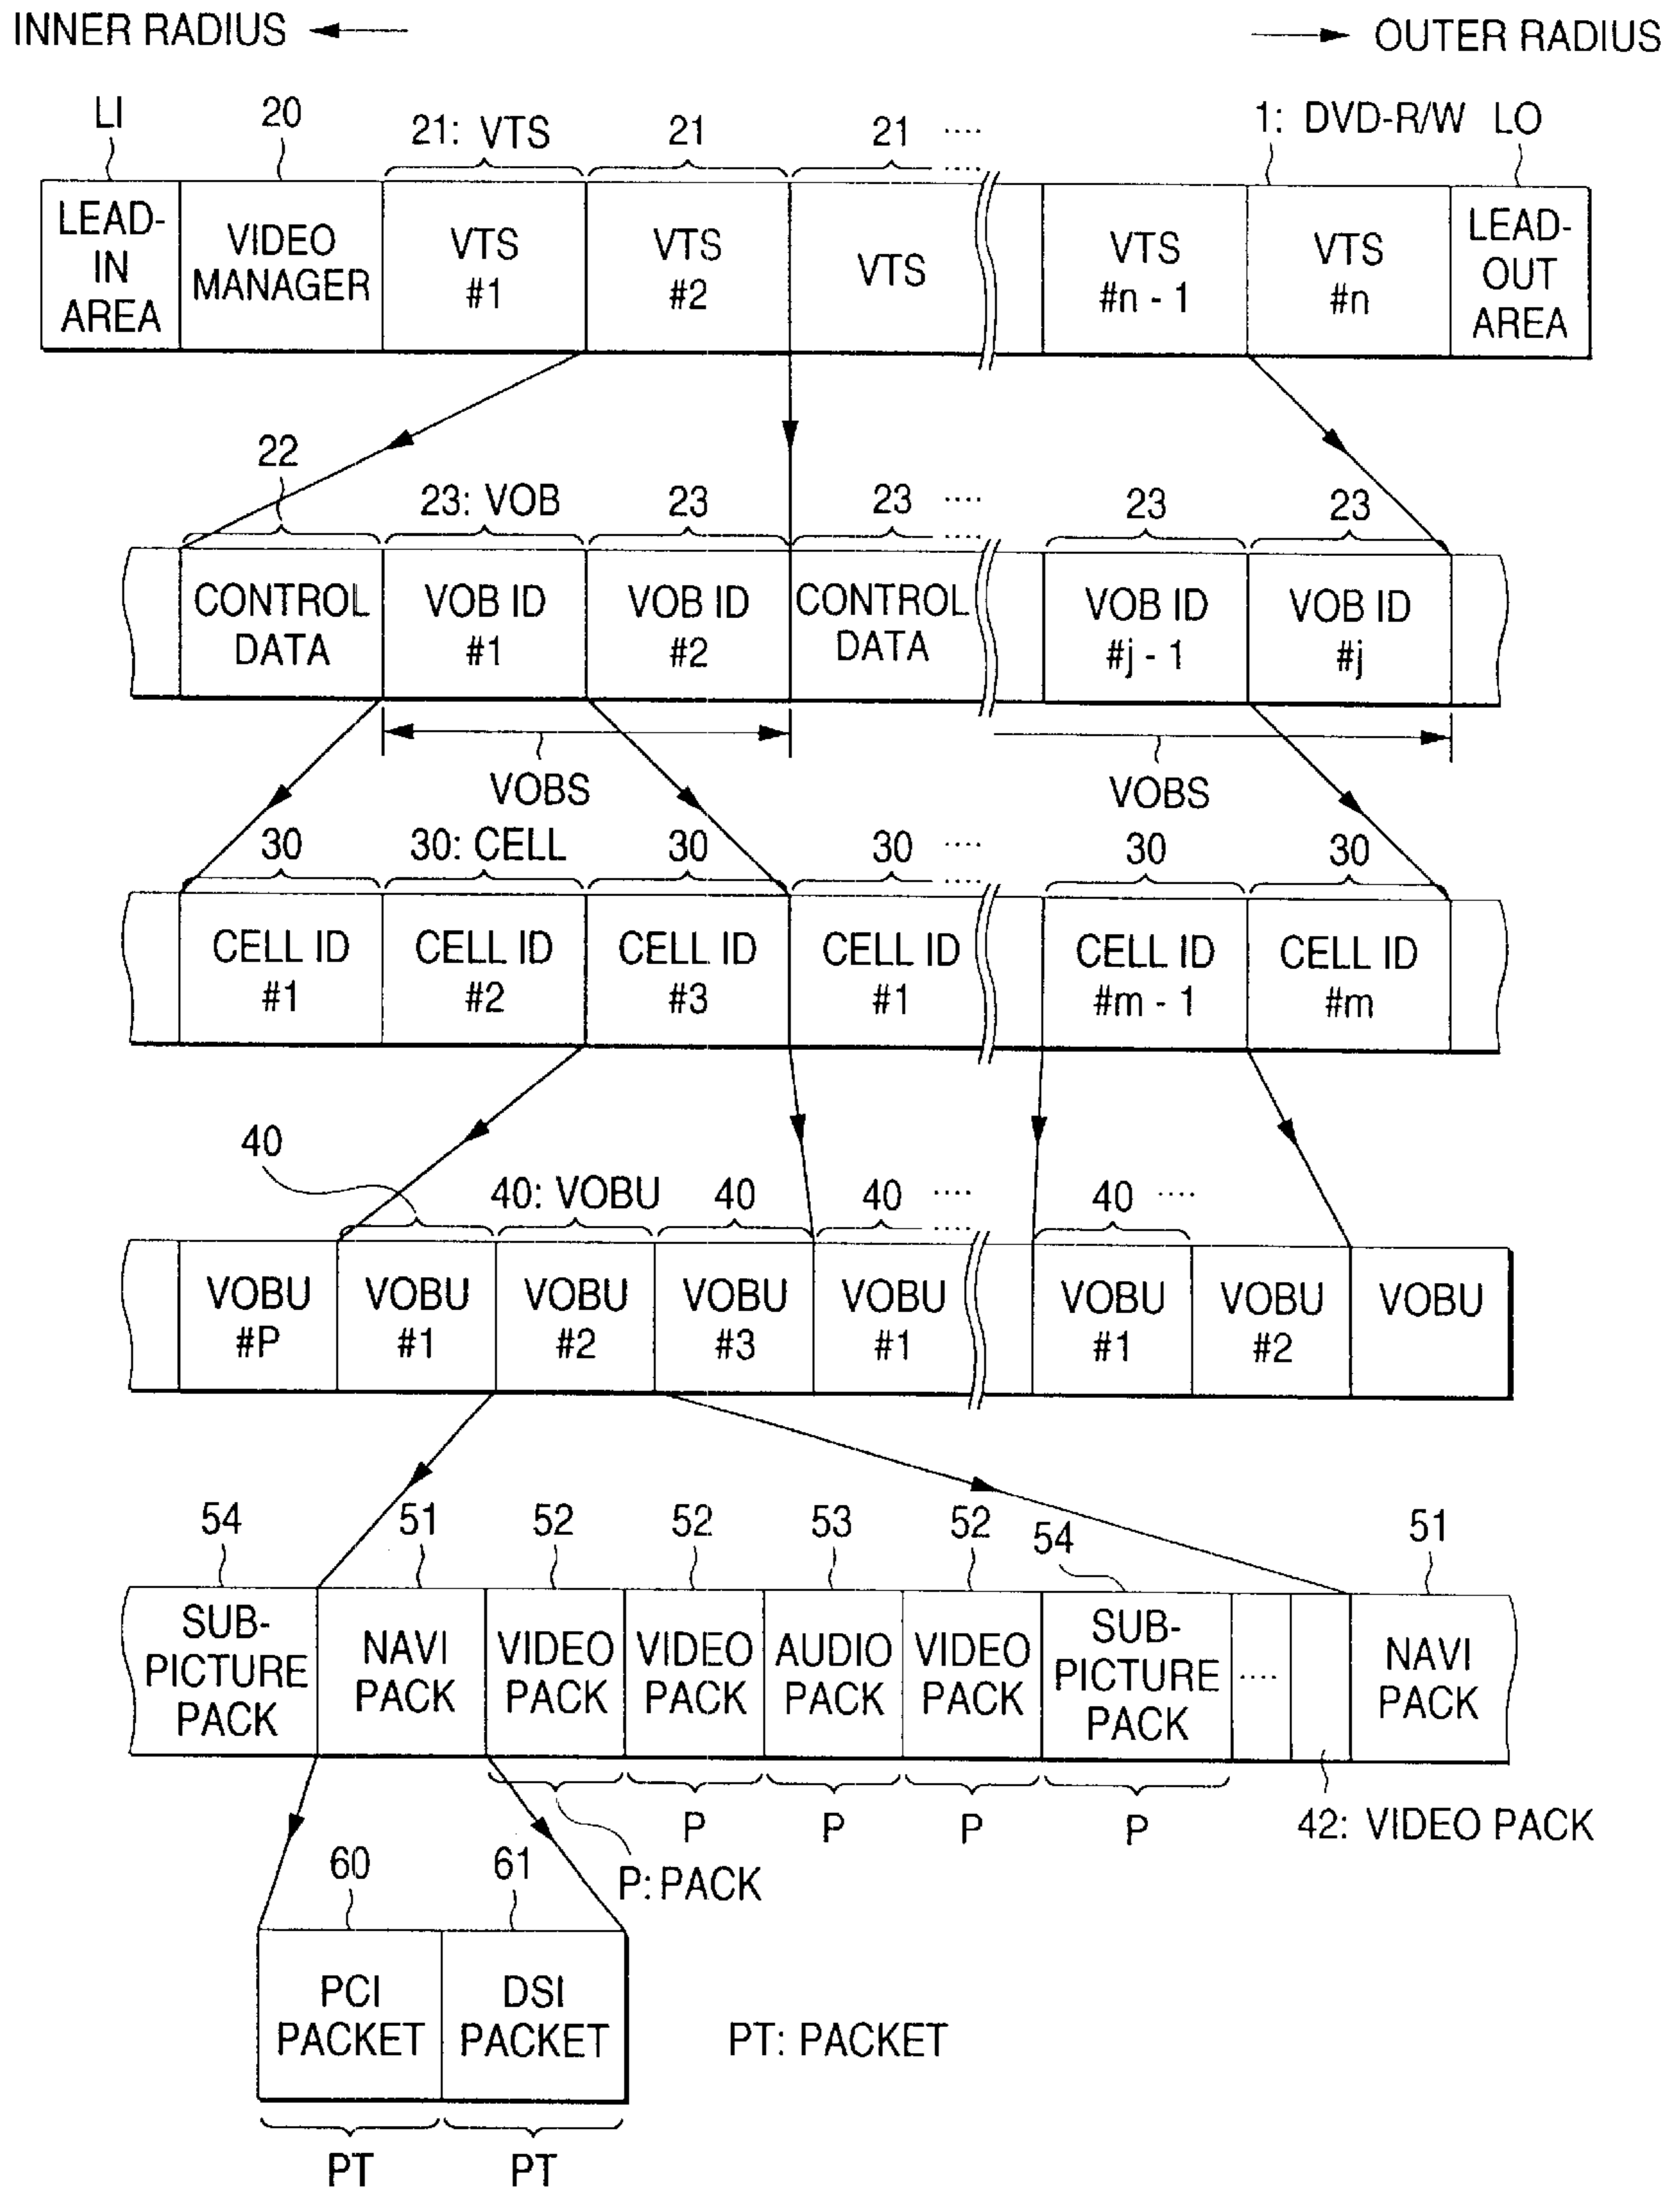 INNER RADIUS
OUTER RADIUS
LI 20 21: VTS 21 21 ···· 1: DVD-R/W LO
LEAD-IN AREA
VIDEO MANAGER
VTS #1
VTS #2
VTS
VTS #n - 1
VTS #n
LEAD-OUT AREA
22 23: VOB 23 23 ···· 23 23
CONTROL DATA
VOB ID #1
VOB ID #2
CONTROL DATA
VOB ID #j - 1
VOB ID #j
VOBS VOBS
30 30: CELL 30 30 ···· 30 30
CELL ID #1
CELL ID #2
CELL ID #3
CELL ID #1
CELL ID #m - 1
CELL ID #m
40 40: VOBU 40 40 ···· 40 ····
VOBU #P
VOBU #1
VOBU #2
VOBU #3
VOBU #1
VOBU #1
VOBU #2
VOBU
54 51 52 52 53 52 54 51
SUB-PICTURE PACK
NAVI PACK
VIDEO PACK
VIDEO PACK
AUDIO PACK
VIDEO PACK
SUB-PICTURE PACK
····
NAVI PACK
P P P P 42: VIDEO PACK
P: PACK
60 61
PCI PACKET
DSI PACKET
PT: PACKET
PT PT